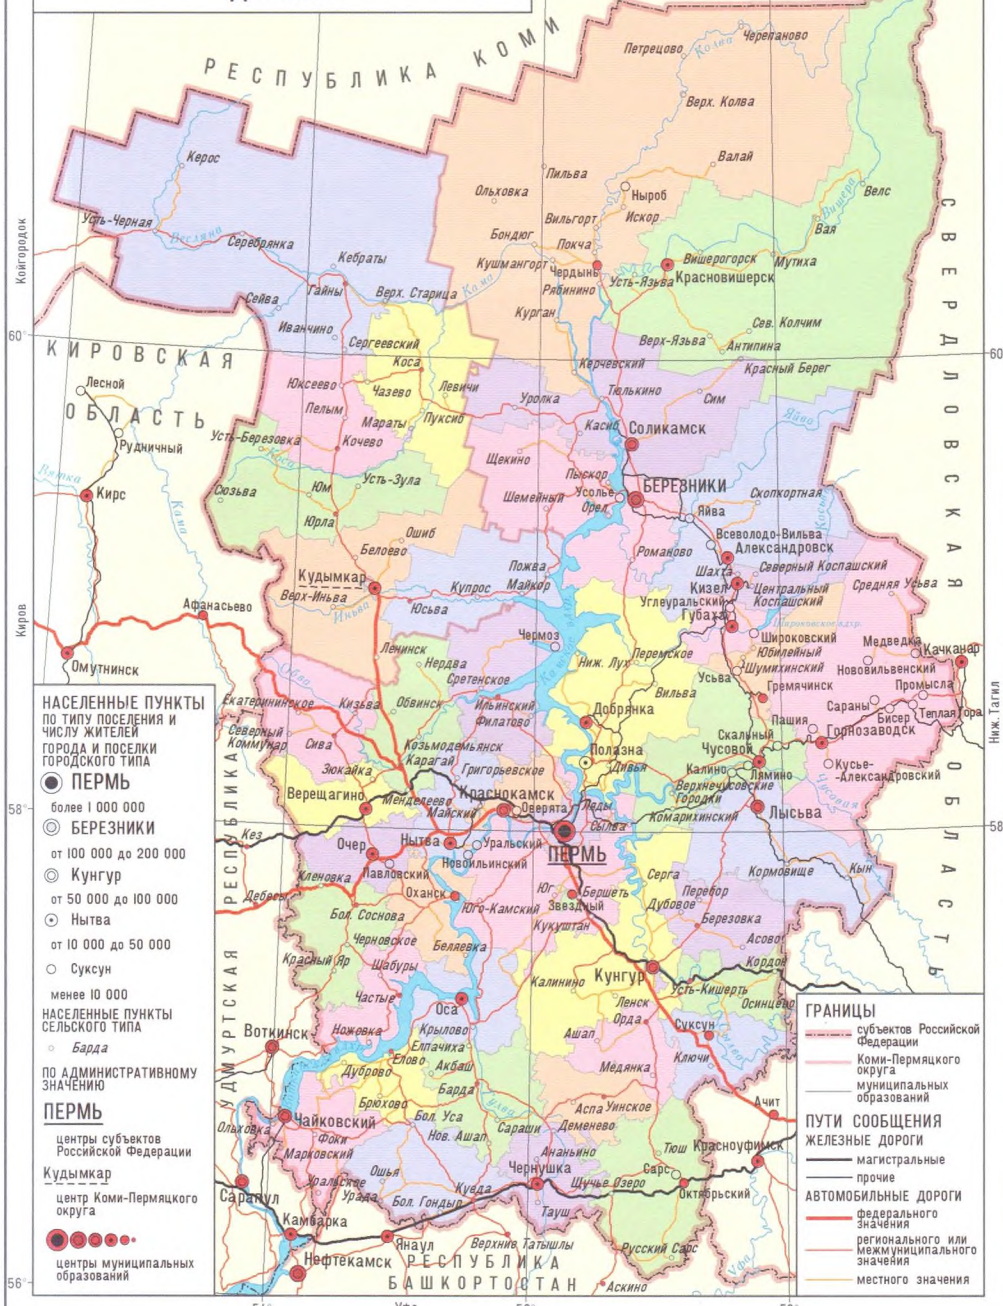 РЕСПУБЛИКА КОМИ
Черепаново
Петрецово
Колва
Верх. Колва
Керос
Валай
Пильва
Велс
Ольховка
Ныроб
Вишера
Усть-Черная
Вильгорт
Искор
Вая
Весляна
Серебрянка
Бондюг
Покча
Кебраты
Кушмангорт
Чердынь
Вишерогорск
Мутиха
Красновишерск
Койгородок
Гайны
Верх. Старица
Кама
Рябинино
Усть-Язьва
Сейва
Курган
Иванчино
Сев. Колчим
60°
Сергеевский
Верх-Язьва
Антипина
60
КИРОВСКАЯ
ОБЛАСТЬ
Коса
Керчевский
Красный Берег
Лесной
Юксеево
Чазево
Левичи
Тюлькино
Сим
Пелым
Уролка
Мараты
Пуксиб
Касиб
Соликамск
Яйва
Рудничный
Усть-Березовка
Кочево
Коса
Щекино
Вятка
Усть-Зула
Пыскор
БЕРЕЗНИКИ
Кирс
Сюзьва
Юм
Шемейный
Усолье
Орел
Скопкортная
Кама
Юрла
Яйва
Косьва
Ошиб
Всеволодо-Вильва
Белоево
Романово
Александровск
Пожва
Шахта
Северный Коспашский
Кудымкар
Купрос
Майкор
Кизел
Центральный
Коспашский
Средняя Усьва
Афанасьево
Верх-Иньва
Иньва
Юсьва
Углеуральский
Губаха
Киров
Чермоз
Широковский
Медведка
Качканар
Омутнинск
Ленинск
Ниж. Лух
Перемское
Юбилейный
Нововильвенский
Обва
Нердва
Шумихинский
Сретенское
Усьва
Промысла
Екатерининское
Кизьва
Обвинск
Ильинский
Вильва
Гремячинск
Сараны
Филатово
Добрянка
Пашия
Бисер
Теплая Гора
Северный
Коммунар
Сива
Козьмодемьянск
Скальный
Горнозаводск
Карагай
Полазна
Чусовой
Ниж.Тагил
Зюкайка
Григорьевское
Дивья
Калино
Лямино
Кусье-
-Александровский
Верещагино
Краснокамск
Верхнечусовские
Городки
Чусовая
Менделеево
Майский
Оверята
Ляды
58°
Комарихинский
Лысьва
58
Кез
Нытва
Уральский
Сылва
Очер
ПЕРМЬ
Новоильинский
Кормовище
Кын
Дебесы
Кленовка
Павловский
Серга
Оханск
Юг
Бершеть
Перебор
Звездный
Дубовое
Бол. Соснова
Юго-Камский
Березовка
Кукуштан
Черновское
Беляевка
Асово
Красный Яр
Шабуры
Кунгур
Кордон
Калинино
Частые
Усть-Кишерть
Оса
Ленск
Осинцево
Орда
Воткинск
Ножовка
Крылово
Ашап
Суксун
Елпачиха
Сылва
Дуброво
Елово
Акбаш
Ключи
Медянка
Барда
Брюхово
Тулва
Аспа
Уинское
Ачит
Ольховка
Чайковский
Бол. Уса
Сараши
Деменево
Нов. Ашап
Фоки
Тюш
Красноуфимск
Марковский
Ананьино
Ошья
Чернушка
Сарс
Уральское
Щучье Озеро
Сарапул
Урада
Куеда
Октябрьский
Бол. Гондыр
Камбарка
Тауш
Янаул
Верхние Татышлы
Русский Сарс
Нефтекамск
РЕСПУБЛИКА
БАШКОРТОСТАН
Аскино
Уфа
56°
СВЕРДЛОВСКАЯ
ОБЛАСТЬ
УДМУРТСКАЯ
РЕСПУБЛИКА
НАСЕЛЕННЫЕ ПУНКТЫ
ПО ТИПУ ПОСЕЛЕНИЯ И
ЧИСЛУ ЖИТЕЛЕЙ
ГОРОДА И ПОСЕЛКИ
ГОРОДСКОГО ТИПА
ПЕРМЬ
более 1 000 000
БЕРЕЗНИКИ
от 100 000 до 200 000
Кунгур
от 50 000 до 100 000
Нытва
от 10 000 до 50 000
Суксун
менее 10 000
НАСЕЛЕННЫЕ ПУНКТЫ
СЕЛЬСКОГО ТИПА
Барда
ПО АДМИНИСТРАТИВНОМУ
ЗНАЧЕНИЮ
ПЕРМЬ
центры субъектов
Российской Федерации
Кудымкар
центр Коми-Пермяцкого
округа
центры муниципальных
образований
ГРАНИЦЫ
субъектов Российской
Федерации
Коми-Пермяцкого
округа
муниципальных
образований
ПУТИ СООБЩЕНИЯ
ЖЕЛЕЗНЫЕ ДОРОГИ
магистральные
прочие
АВТОМОБИЛЬНЫЕ ДОРОГИ
федерального
значения
регионального или
межмуниципального
значения
местного значения